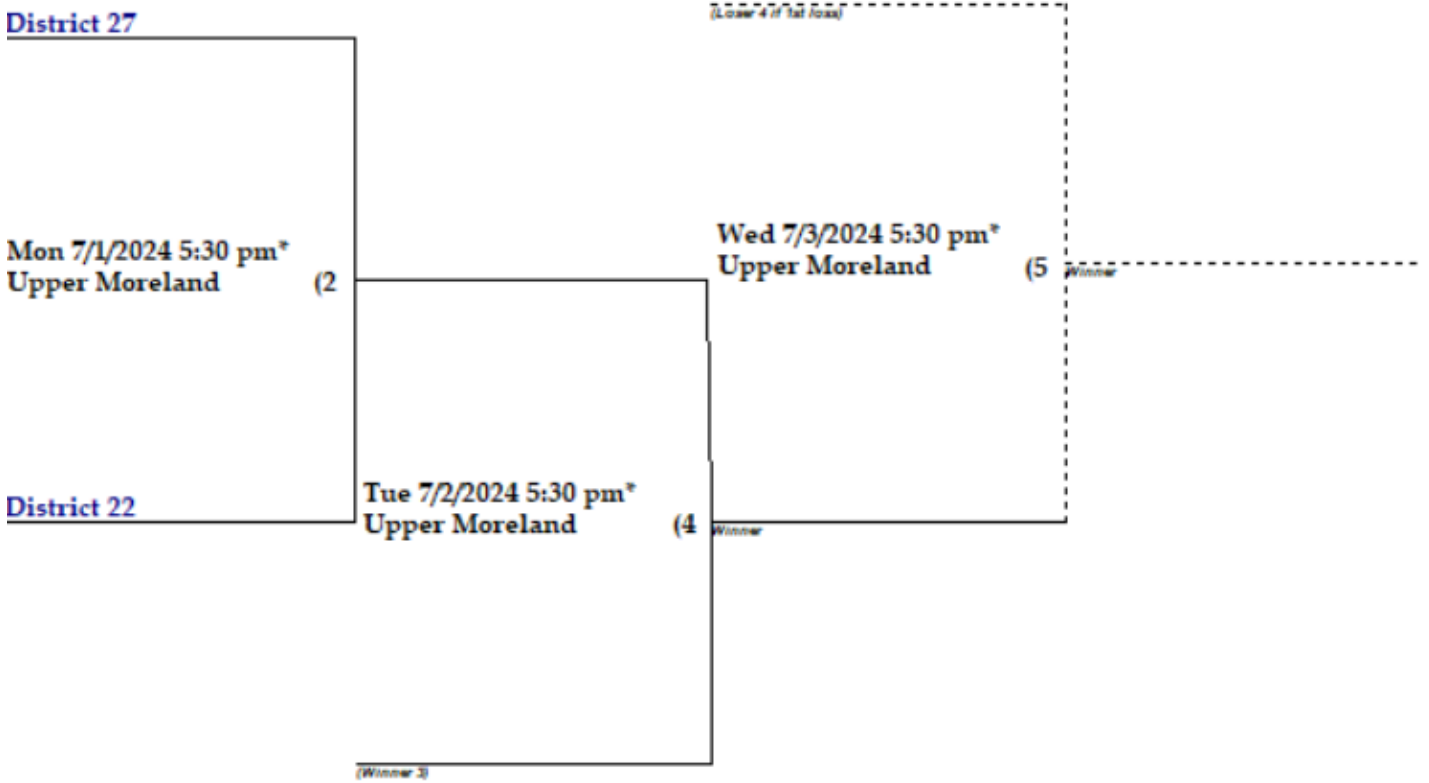 (Loser 4 if 1st loss)
District 27
Wed 7/3/2024 5:30 pm*
Upper Moreland (5 Winner
Mon 7/1/2024 5:30 pm*
Upper Moreland (2
Tue 7/2/2024 5:30 pm*
Upper Moreland (4 Winner
District 22
(Winner 3)